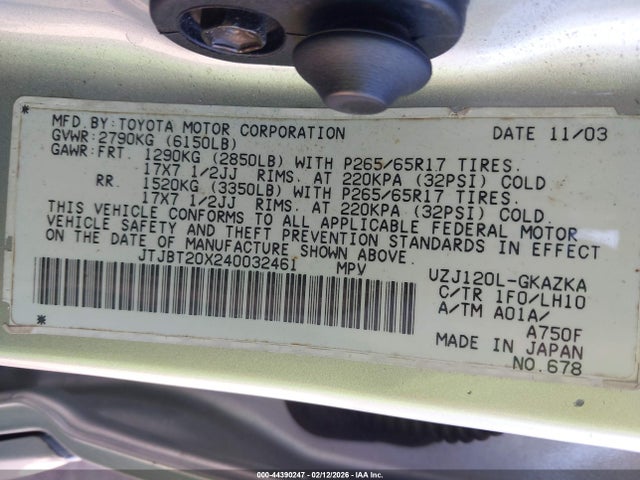 MFD.BY:TOYOTA MOTOR CORPORATION DATE 11/03
GVWR:2790KG (6150LB)
GAWR:FRT. 1290KG (2850LB) WITH P265/65R17 TIRES.
17X7 1/2JJ RIMS. AT 220KPA (32PSI) COLD
RR. 1520KG (3350LB) WITH P265/65R17 TIRES.
17X7 1/2JJ RIMS. AT 220KPA (32PSI) COLD.
THIS VEHICLE CONFORMS TO ALL APPLICABLE FEDERAL MOTOR
VEHICLE SAFETY AND THEFT PREVENTION STANDARDS IN EFFECT
ON THE DATE OF MANUFACTURE SHOWN ABOVE.
JTJBT20X240032461 MPV
UZJ120L-GKAZKA
C/TR 1F0/LH10
A/TM A01A/
A750F
MADE IN JAPAN
NO.678
000-44390247 - 02/12/2026 - IAA Inc.